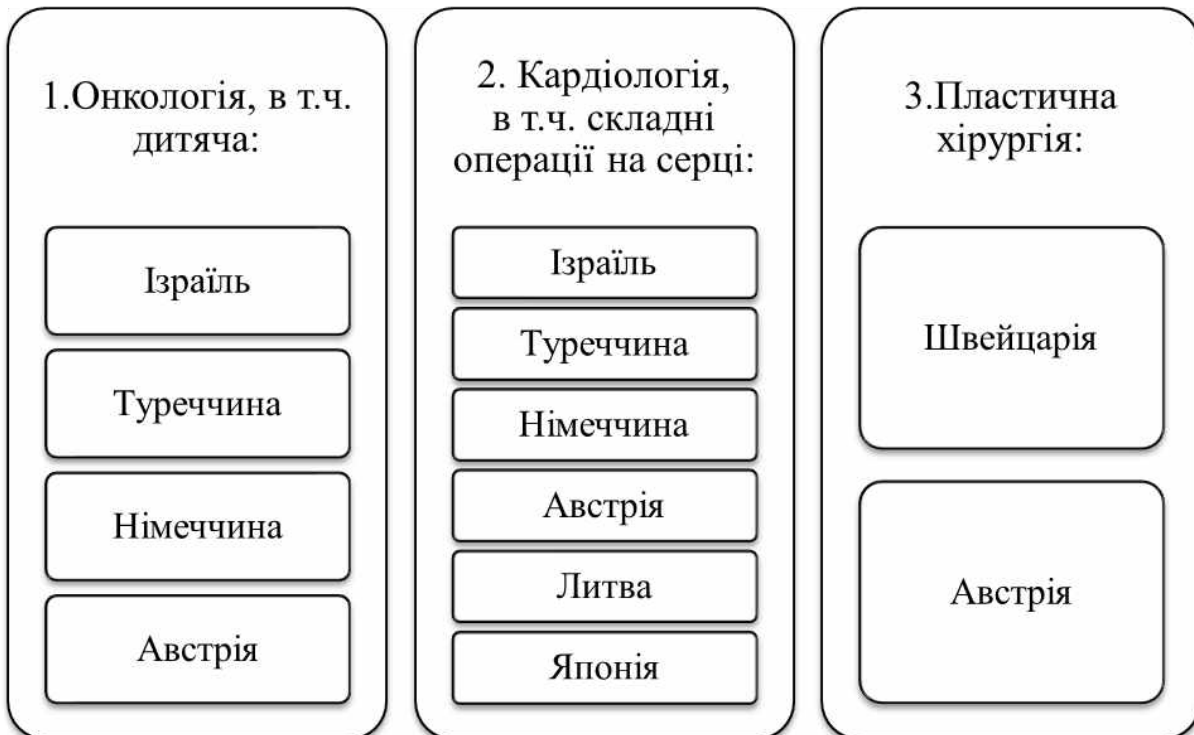 1.Онкологія, в т.ч.
дитяча:
Ізраїль
Туреччина
Німеччина
Австрія
2. Кардіологія,
в т.ч. складні
операції на серці:
Ізраїль
Туреччина
Німеччина
Австрія
Литва
Японія
3.Пластична
хірургія:
Швейцарія
Австрія